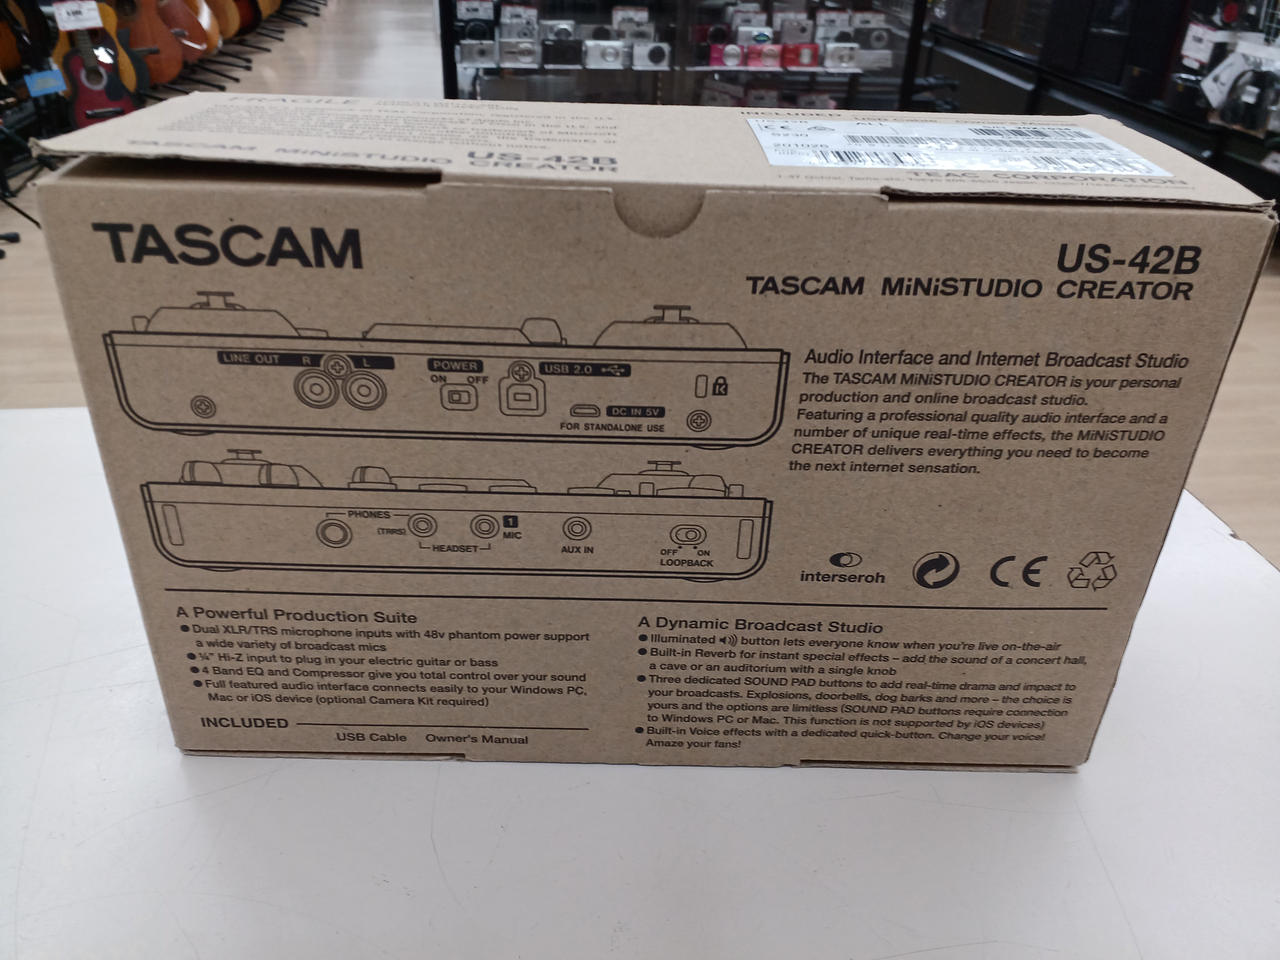 FRAGILE
TASCAM MiNiSTUDIO US-42B
CREATOR
INCLUDED
ALL
201026
TEAC CORPORATION
TASCAM
US-42B
TASCAM MiNiSTUDIO CREATOR
LINE OUT R L
POWER
ON OFF
USB 2.0
DC IN 5V
FOR STANDALONE USE
Audio Interface and Internet Broadcast Studio
The TASCAM MiNiSTUDIO CREATOR is your personal
production and online broadcast studio.
Featuring a professional quality audio interface and a
number of unique real-time effects, the MiNiSTUDIO
CREATOR delivers everything you need to become
the next internet sensation.
PHONES
(TRRS)
HEADSET
1
MIC
AUX IN
OFF ON
LOOPBACK
interseroh
CE
A Powerful Production Suite
● Dual XLR/TRS microphone inputs with 48v phantom power support
a wide variety of broadcast mics
● ¼" Hi-Z input to plug in your electric guitar or bass
● 4 Band EQ and Compressor give you total control over your sound
● Full featured audio interface connects easily to your Windows PC,
Mac or iOS device (optional Camera Kit required)
INCLUDED
USB Cable Owner's Manual
A Dynamic Broadcast Studio
● Illuminated button lets everyone know when you're live on-the-air
● Built-in Reverb for instant special effects – add the sound of a concert hall,
a cave or an auditorium with a single knob
● Three dedicated SOUND PAD buttons to add real-time drama and impact to
your broadcasts. Explosions, doorbells, dog barks and more – the choice is
yours and the options are limitless (SOUND PAD buttons require connection
to Windows PC or Mac. This function is not supported by iOS devices)
● Built-in Voice effects with a dedicated quick-button. Change your voice!
Amaze your fans!